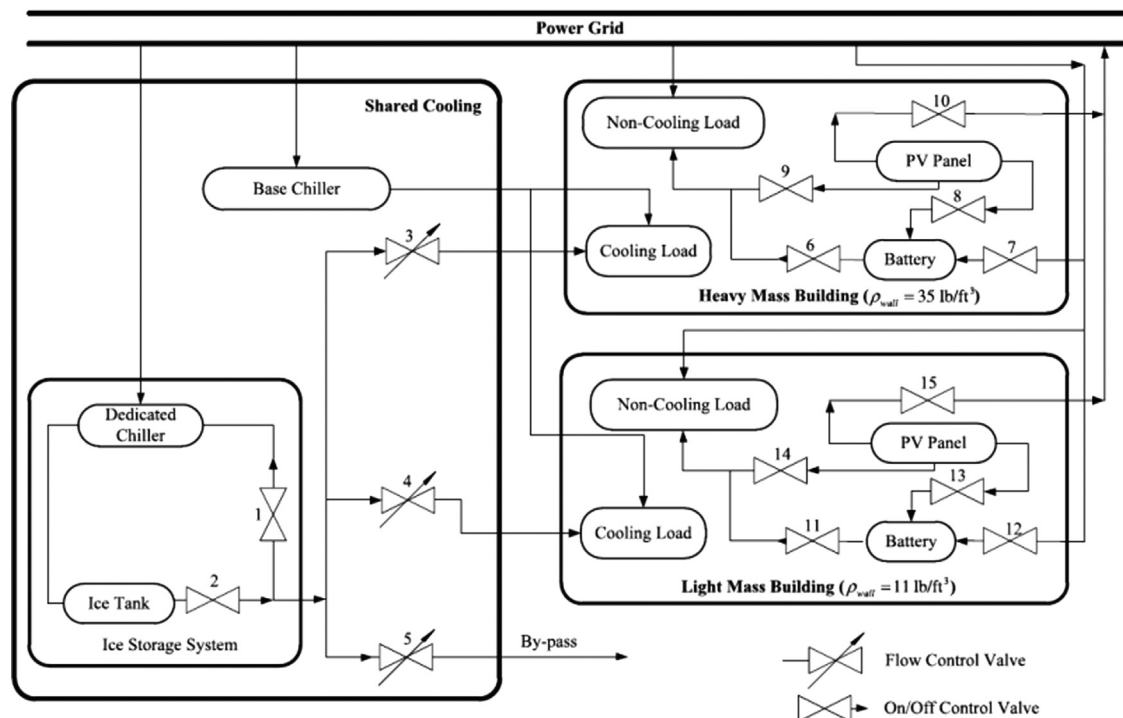 Power Grid
Shared Cooling
Base Chiller
3
Dedicated
Chiller
1
4
2
Ice Tank
Ice Storage System
5
By-pass
Non-Cooling Load
10
PV Panel
9
8
Cooling Load
6
Battery
7
Heavy Mass Building (ρwall = 35 lb/ft³)
Non-Cooling Load
15
PV Panel
14
13
Cooling Load
11
Battery
12
Light Mass Building (ρwall = 11 lb/ft³)
Flow Control Valve
On/Off Control Valve